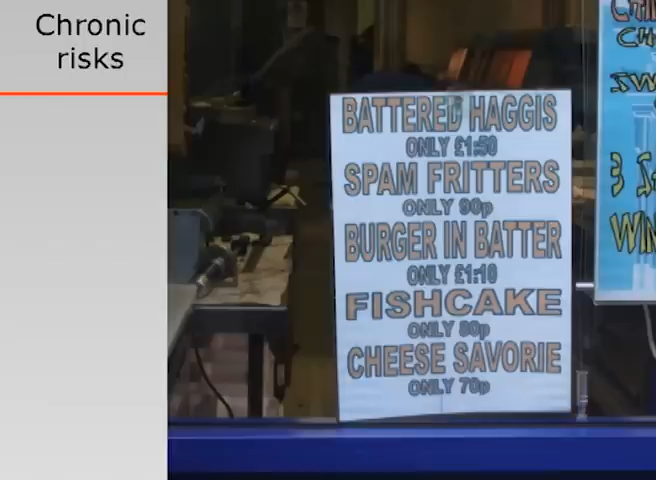 Chronic
risks
BATTERED HAGGIS
ONLY £1:50
SPAM FRITTERS
ONLY 90p
BURGER IN BATTER
ONLY £1:10
FISHCAKE
ONLY 80p
CHEESE SAVORIE
ONLY 70p
3